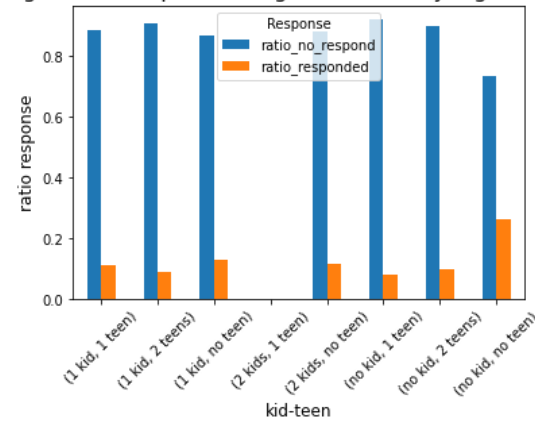 Response
ratio_no_respond
ratio_responded
ratio response
0.8
0.6
0.4
0.2
0.0
(1 kid, 1 teen)
(1 kid, 2 teens)
(1 kid, no teen)
(2 kids, 1 teen)
(2 kids, no teen)
(no kid, 1 teen)
(no kid, 2 teens)
(no kid, no teen)
kid-teen